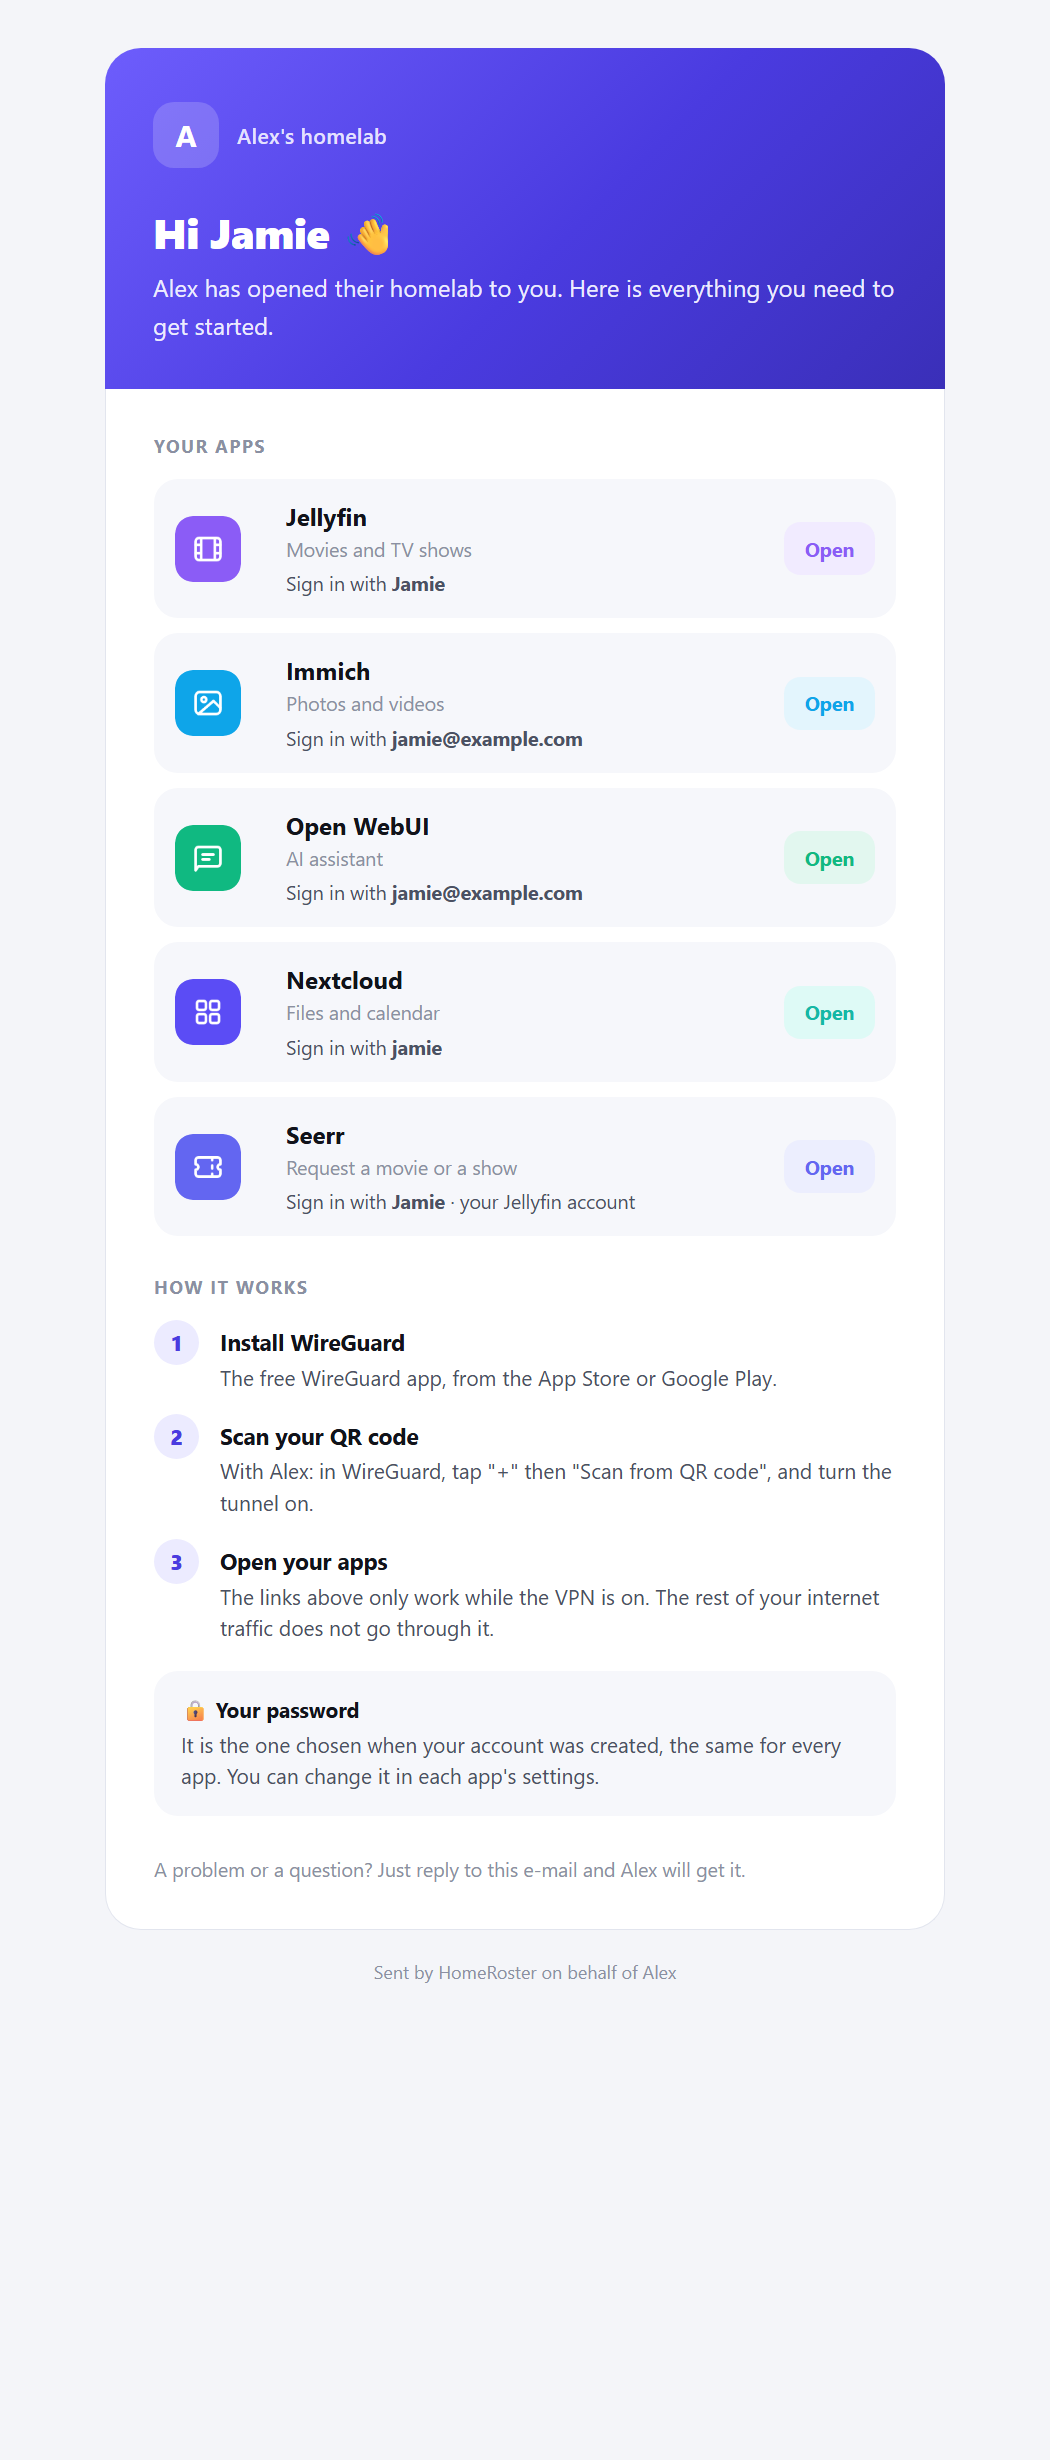 A
Alex's homelab
Hi Jamie 👋
Alex has opened their homelab to you. Here is everything you need to
get started.
YOUR APPS
Jellyfin
Movies and TV shows
Sign in with Jamie
Open
Immich
Photos and videos
Sign in with jamie@example.com
Open
Open WebUI
AI assistant
Sign in with jamie@example.com
Open
Nextcloud
Files and calendar
Sign in with jamie
Open
Seerr
Request a movie or a show
Sign in with Jamie · your Jellyfin account
Open
HOW IT WORKS
1
Install WireGuard
The free WireGuard app, from the App Store or Google Play.
2
Scan your QR code
With Alex: in WireGuard, tap "+" then "Scan from QR code", and turn the
tunnel on.
3
Open your apps
The links above only work while the VPN is on. The rest of your internet
traffic does not go through it.
🔒 Your password
It is the one chosen when your account was created, the same for every
app. You can change it in each app's settings.
A problem or a question? Just reply to this e-mail and Alex will get it.
Sent by HomeRoster on behalf of Alex